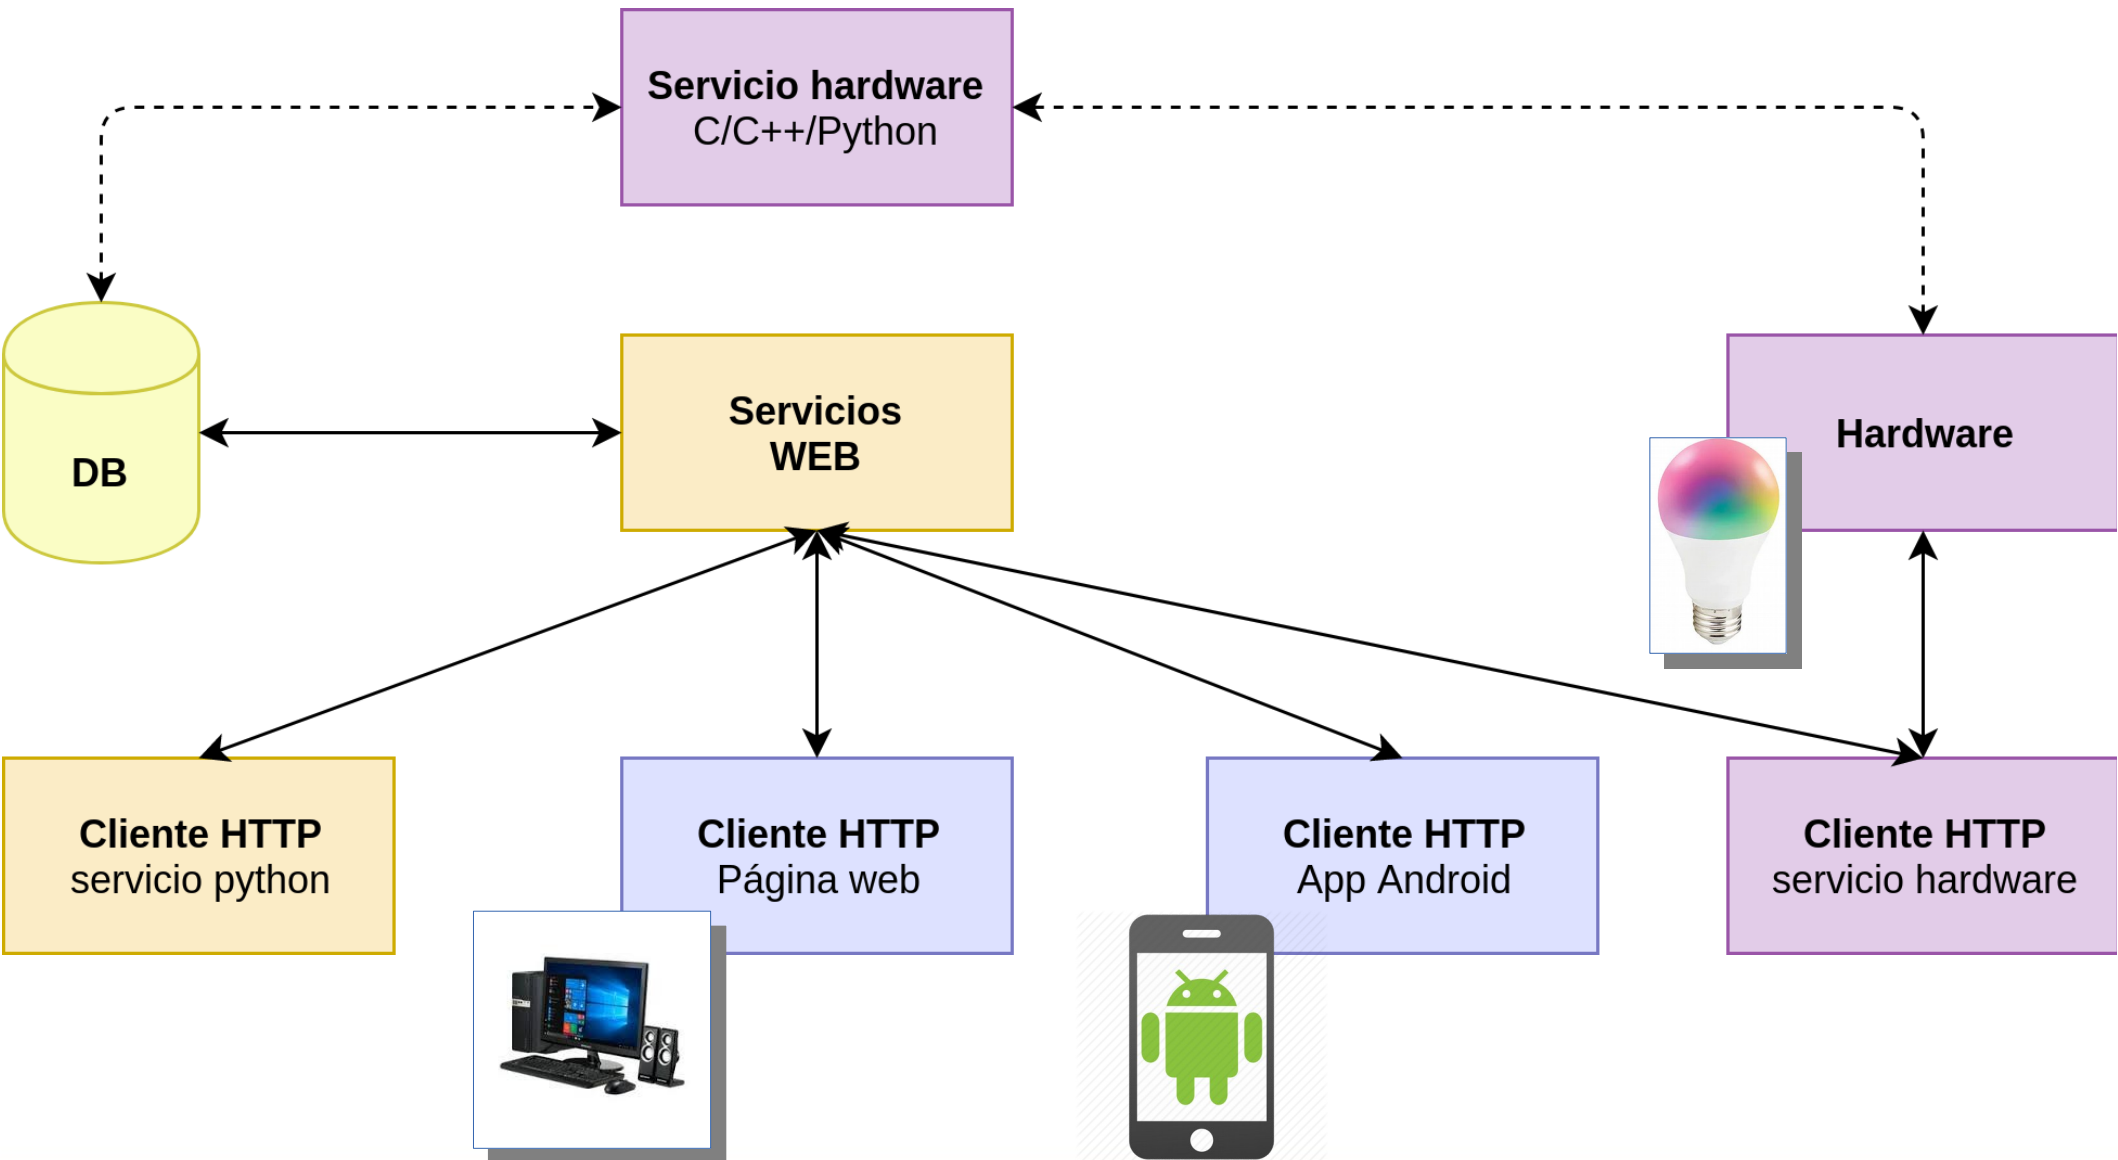 Servicio hardware
C/C++/Python
DB
Servicios
WEB
Hardware
Cliente HTTP
servicio python
Cliente HTTP
Página web
Cliente HTTP
App Android
Cliente HTTP
servicio hardware